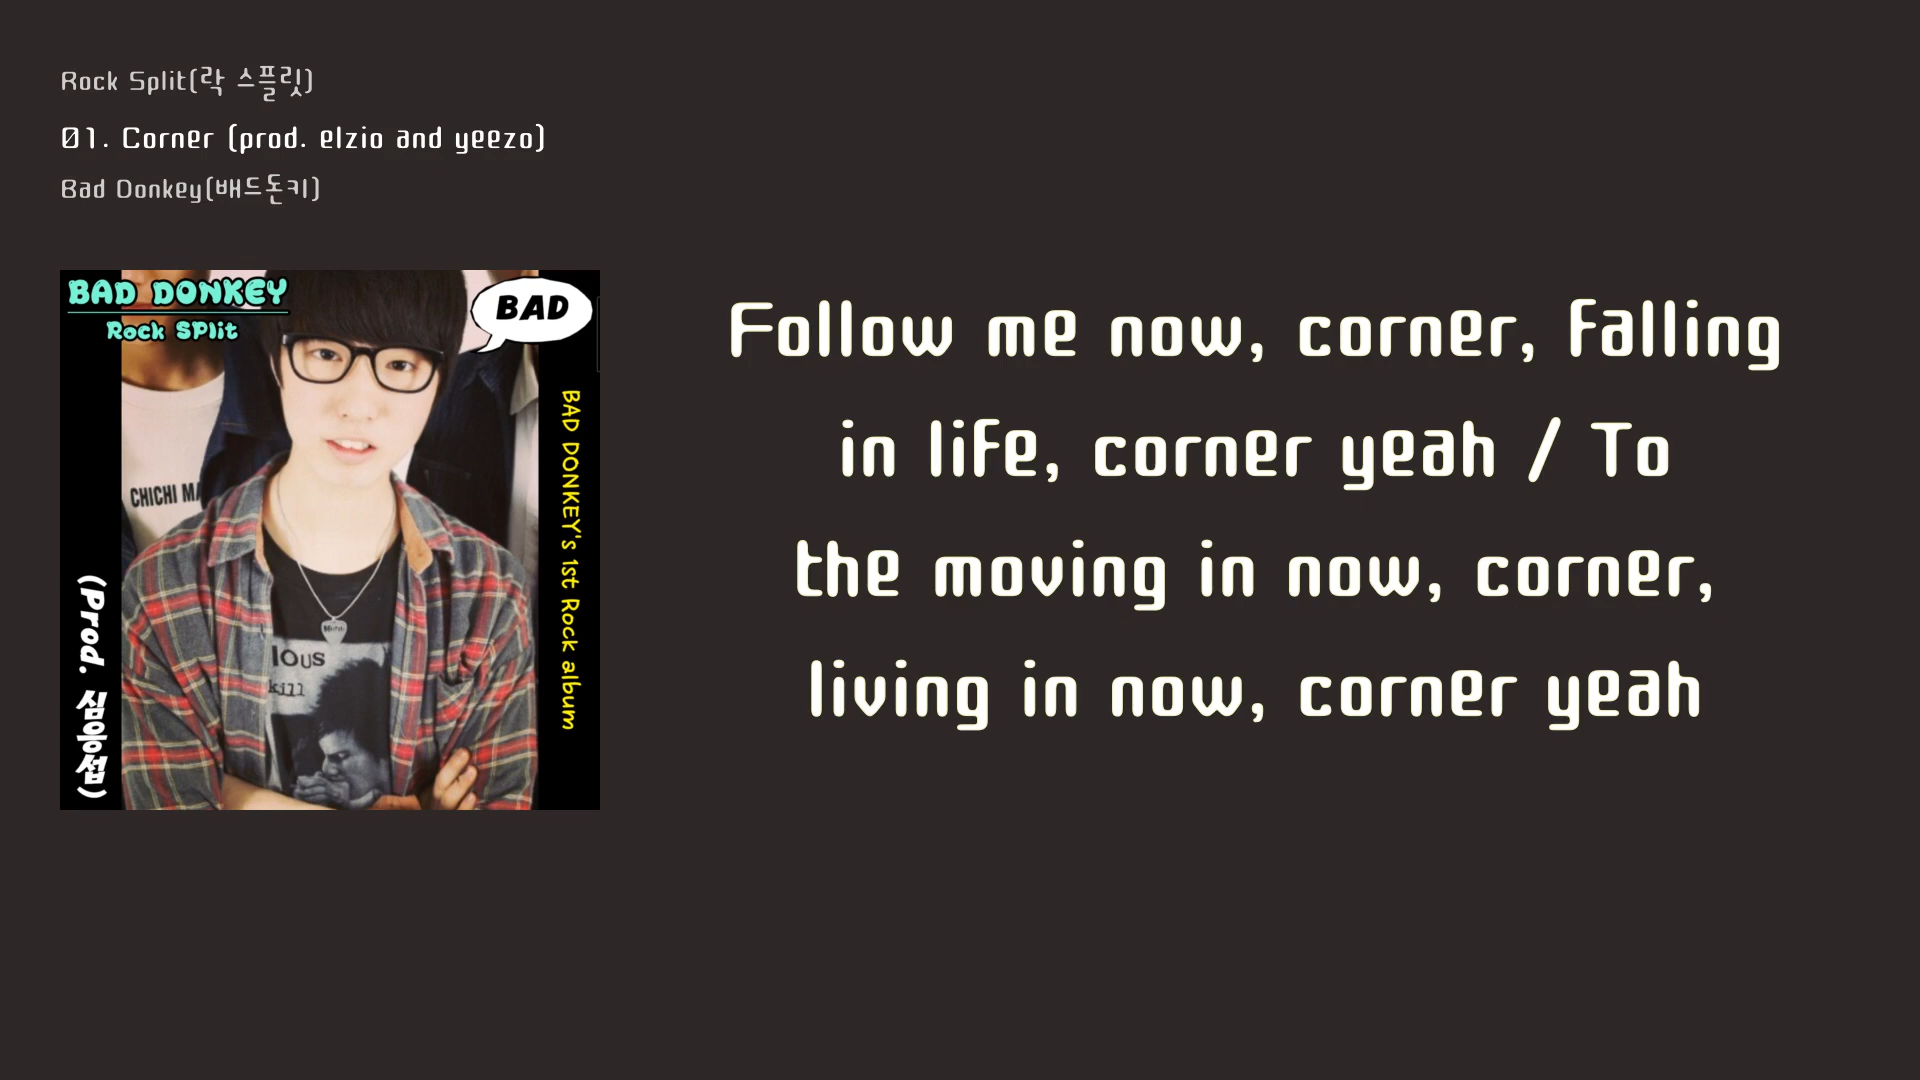 Rock Split(락 스플릿)
01. Corner (prod. elzio and yeezo)
Bad Donkey(배드돈키)
BAD DONKEY
Rock SPlit
BAD
BAD DONKEY's 1st Rock album
CHICHI MA
lous
kill
(Prod. 심야섭)
Follow me now, corner, falling
in life, corner yeah / To
the moving in now, corner,
living in now, corner yeah